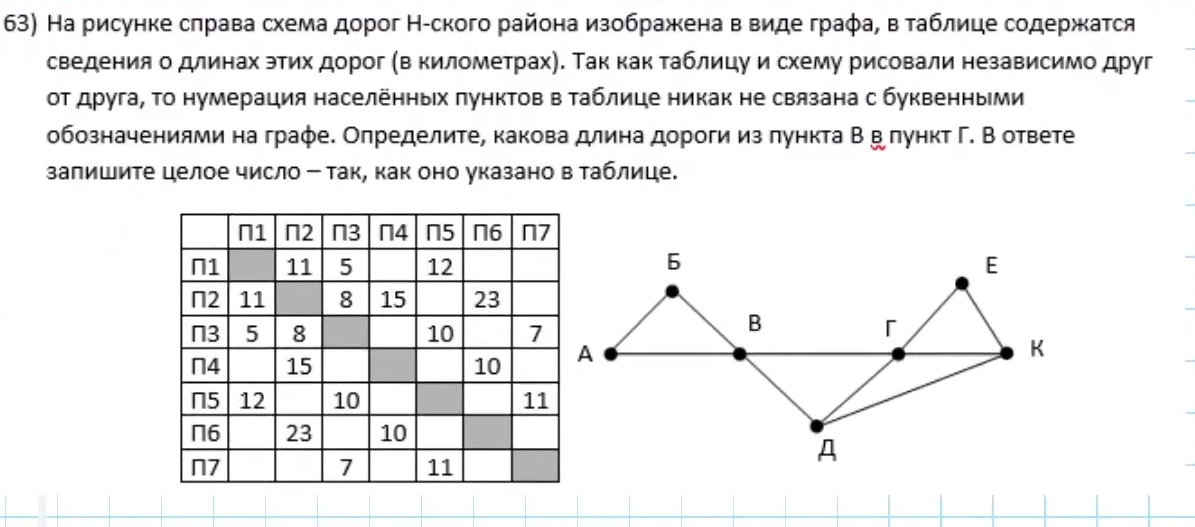 63) На рисунке справа схема дорог Н-ского района изображена в виде графа, в таблице содержатся
сведения о длинах этих дорог (в километрах). Так как таблицу и схему рисовали независимо друг
от друга, то нумерация населённых пунктов в таблице никак не связана с буквенными
обозначениями на графе. Определите, какова длина дороги из пункта В в пункт Г. В ответе
запишите целое число – так, как оно указано в таблице.
П1 П2 П3 П4 П5 П6 П7
П1 11 5 12
П2 11 8 15 23
П3 5 8 10 7
П4 15 10
П5 12 10 11
П6 23 10
П7 7 11
Б
Е
В
Г
А
К
Д